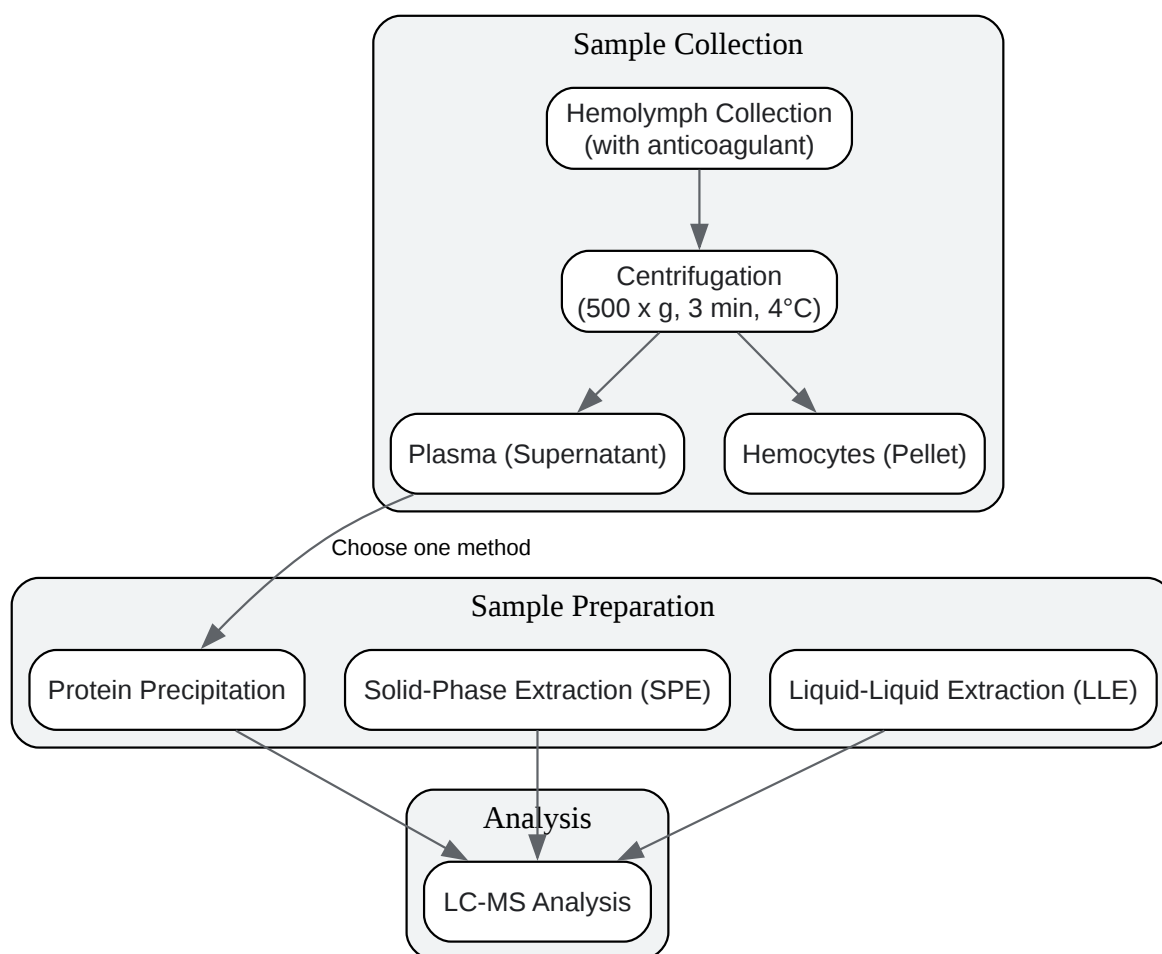 Sample Collection
Hemolymph Collection
(with anticoagulant)
Centrifugation
(500 x g, 3 min, 4°C)
Plasma (Supernatant)
Hemocytes (Pellet)
Choose one method
Sample Preparation
Protein Precipitation
Solid-Phase Extraction (SPE)
Liquid-Liquid Extraction (LLE)
Analysis
LC-MS Analysis